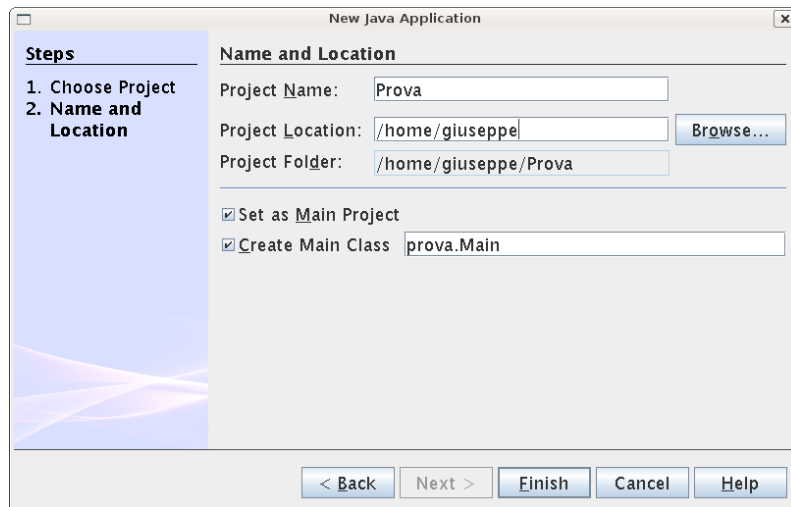 New Java Application
Steps
1. Choose Project
2. Name and
Location
Name and Location
Project Name: Prova
Project Location: /home/giuseppe Browse...
Project Folder: /home/giuseppe/Prova
Set as Main Project
Create Main Class prova.Main
< Back Next > Finish Cancel Help